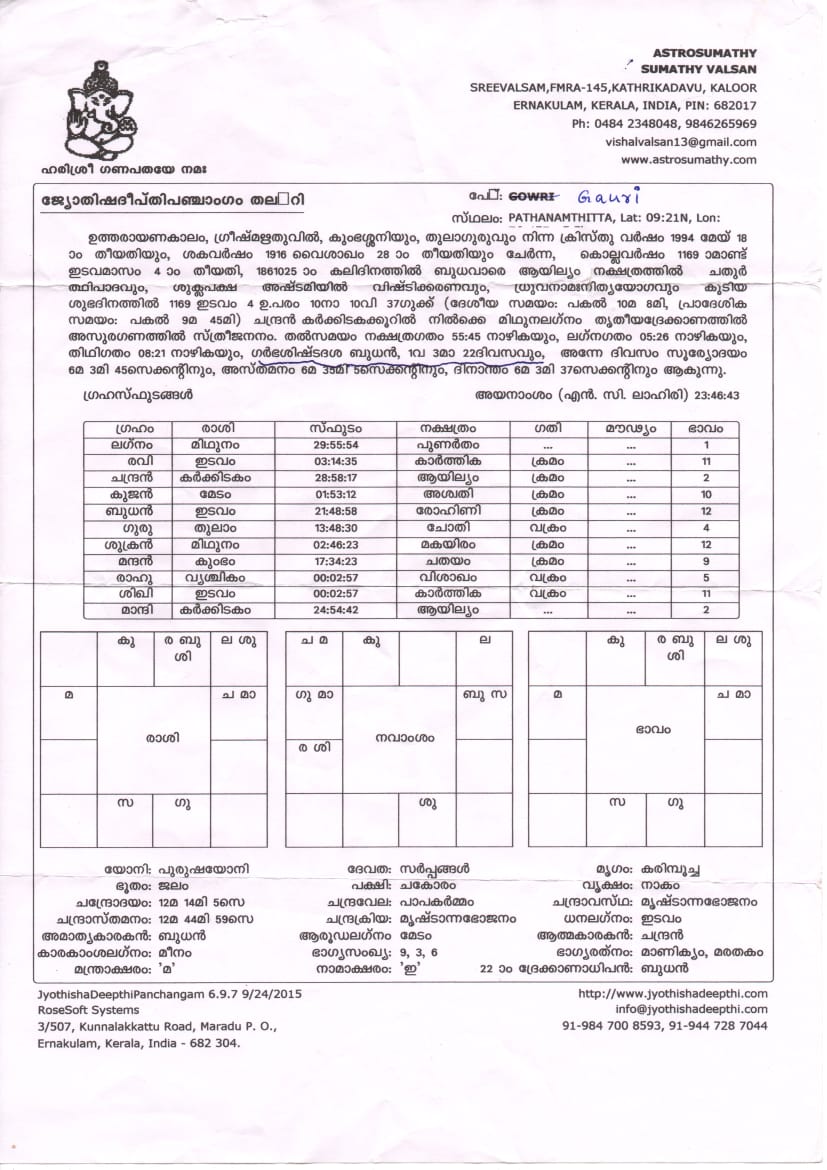 ASTROSUMATHY
SUMATHY VALSAN
SREEVALSAM,FMRA-145,KATHRIKADAVU, KALOOR
ERNAKULAM, KERALA, INDIA, PIN: 682017
Ph: 0484 2348048, 9846265969
vishalvalsan13@gmail.com
www.astrosumathy.com
ഹരിശ്രീ ഗണപതയേ നമഃ
ജ്യോതിഷദീപ്തിപഞ്ചാംഗം തല□റി
പേ□: GOWRI Gauri
സ്ഥലം: PATHANAMTHITTA, Lat: 09:21N, Lon:
ഉത്തരായണകാലം, ഗ്രീഷ്മഋതുവിൽ, കുംഭശ്ശനിയും, തുലാഗുരുവും നിന്ന ക്രിസ്തു വർഷം 1994 മേയ് 18
ാം തീയതിയും, ശകവർഷം 1916 വൈശാഖം 28 ാം തീയതിയും ചേർന്ന, കൊല്ലവർഷം 1169 ാമാണ്ട്
ഇടവമാസം 4 ാം തീയതി, 1861025 ാം കലിദിനത്തിൽ ബുധവാരെ ആയില്യം നക്ഷത്രത്തിൽ ചതുർ
ത്ഥിപാദവും, ശുക്ലപക്ഷ അഷ്ടമിയിൽ വിഷ്ടിക്കരണവും, ധ്രുവനാമഃനിത്യയോഗവും കൂടിയ
ശുഭദിനത്തിൽ 1169 ഇടവം 4 ഉ.പരം 10നാ 10വി 37ഗുക്ക് (ദേശീയ സമയം: പകൽ 10മ 8മി, പ്രാദേശിക
സമയം: പകൽ 9മ 45മി) ചന്ദ്രൻ കർക്കിടകക്കൂറിൽ നിൽക്കെ മിഥുനലഗ്നം തൃതീയദ്രേക്കാണത്തിൽ
അസുരഗണത്തിൽ സ്ത്രീജനനം. തൽസമയം നക്ഷത്രഗതം 55:45 നാഴികയും, ലഗ്നഗതം 05:26 നാഴികയും,
തിഥിഗതം 08:21 നാഴികയും, ഗർഭശിഷ്ടദശ ബുധൻ, 1വ 3മാ 22ദിവസവും, അന്നേ ദിവസം സൂര്യോദയം
6മ 3മി 45സെക്കന്റിനും, അസ്തമനം 6മ 35മി 5സെക്കന്റിനും, ദിനാന്തം 6മ 3മി 37സെക്കന്റിനും ആകുന്നു.
ഗ്രഹസ്ഫുടങ്ങൾ അയനാംശം (എൻ. സി. ലാഹിരി) 23:46:43
ഗ്രഹം രാശി സ്ഫുടം നക്ഷത്രം ഗതി മൗഢ്യം ഭാവം
ലഗ്നം മിഥുനം 29:55:54 പുണർതം ... ... 1
രവി ഇടവം 03:14:35 കാർത്തിക ക്രമം ... 11
ചന്ദ്രൻ കർക്കിടകം 28:58:17 ആയില്യം ക്രമം ... 2
കുജൻ മേടം 01:53:12 അശ്വതി ക്രമം ... 10
ബുധൻ ഇടവം 21:48:58 രോഹിണി ക്രമം ... 12
ഗുരു തുലാം 13:48:30 ചോതി വക്രം ... 4
ശുക്രൻ മിഥുനം 02:46:23 മകയിരം ക്രമം ... 12
മന്ദൻ കുംഭം 17:34:23 ചതയം ക്രമം ... 9
രാഹു വൃശ്ചികം 00:02:57 വിശാഖം വക്രം ... 5
ശിഖി ഇടവം 00:02:57 കാർത്തിക വക്രം ... 11
മാന്ദി കർക്കിടകം 24:54:42 ആയില്യം ... ... 2
കു ര ബു ല ശു ച മ കു ല കു ര ബു ല ശു
ശി ശി
മ ച മാ ഗു മാ ബു സ മ ച മാ
രാശി നവാംശം ഭാവം
ര ശി
സ ഗു ശു സ ഗു
യോനി: പുരുഷയോനി ദേവത: സർപ്പങ്ങൾ മൃഗം: കരിമ്പൂച്ച
ഭൂതം: ജലം പക്ഷി: ചകോരം വൃക്ഷം: നാകം
ചന്ദ്രോദയം: 12മ 14മി 5സെ ചന്ദ്രവേല: പാപകർമ്മം ചന്ദ്രാവസ്ഥ: മൃഷ്ടാന്നഭോജനം
ചന്ദ്രാസ്തമനം: 12മ 44മി 59സെ ചന്ദ്രക്രിയ: മൃഷ്ടാന്നഭോജനം ധനലഗ്നം: ഇടവം
അമാത്യകാരകൻ: ബുധൻ ആരൂഡലഗ്നം മേടം ആത്മകാരകൻ: ചന്ദ്രൻ
കാരകാംശലഗ്നം: മീനം ഭാഗ്യസംഖ്യ: 9, 3, 6 ഭാഗ്യരത്നം: മാണിക്യം, മരതകം
മന്ത്രാക്ഷരം: 'മ' നാമാക്ഷരം: 'ഇ' 22 ാം ദ്രേക്കാണാധിപൻ: ബുധൻ
JyothishaDeepthiPanchangam 6.9.7 9/24/2015
RoseSoft Systems
3/507, Kunnalakkattu Road, Maradu P. O.,
Ernakulam, Kerala, India - 682 304.
http://www.jyothishadeepthi.com
info@jyothishadeepthi.com
91-984 700 8593, 91-944 728 7044